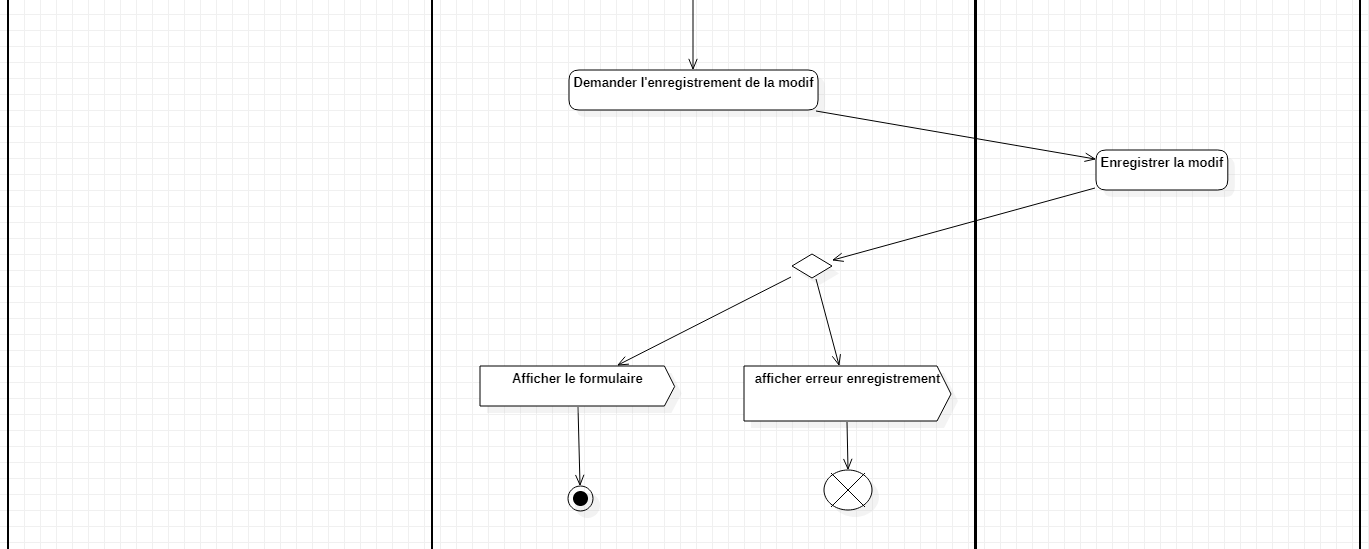 Demander l'enregistrement de la modif
Enregistrer la modif
Afficher le formulaire
afficher erreur enregistrement